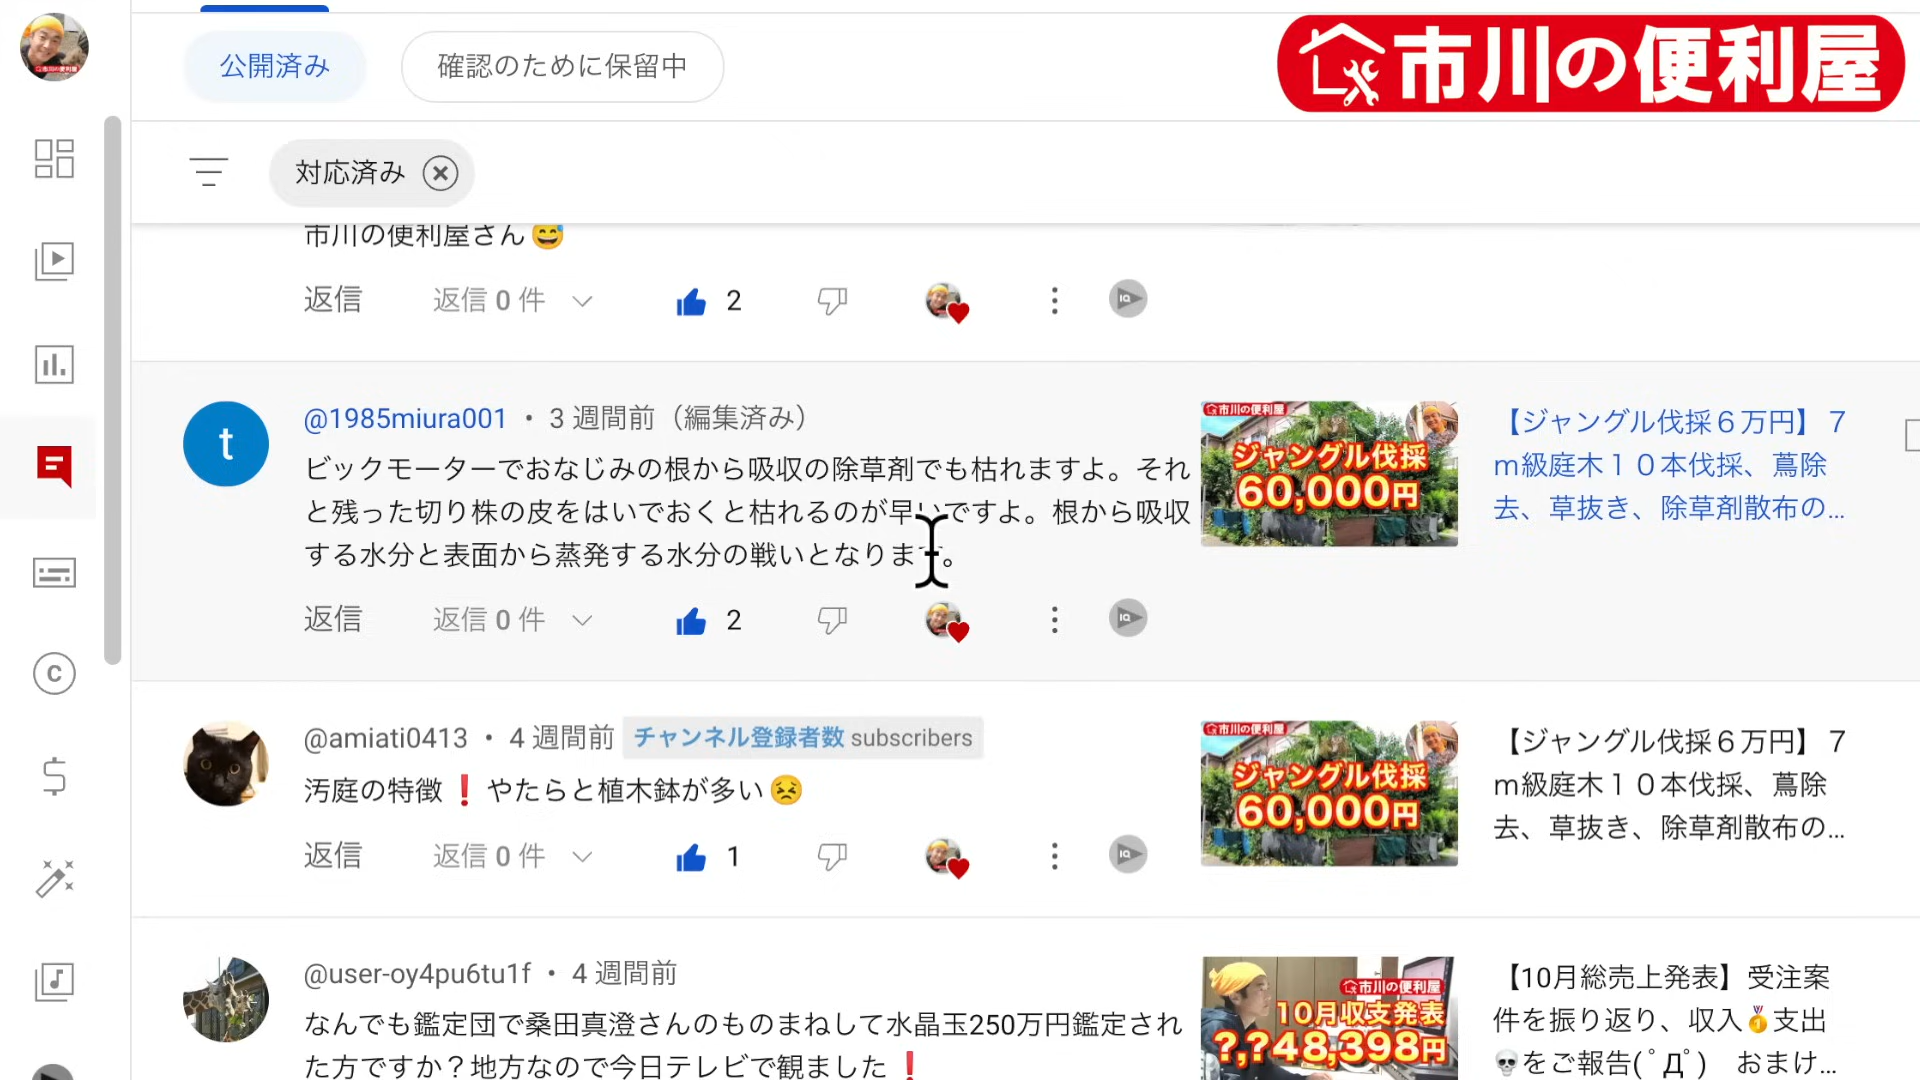 公開済み
確認のために保留中
市川の便利屋
対応済み
市川の便利屋さん😅
返信
返信 0 件
2
t
@1985miura001 • 3 週間前（編集済み）
ビックモーターでおなじみの根から吸収の除草剤でも枯れますよ。それ
と残った切り株の皮をはいでおくと枯れるのが早いですよ。根から吸収
する水分と表面から蒸発する水分の戦いとなります。
返信
返信 0 件
2
市川の便利屋
ジャングル伐採
60,000円
【ジャングル伐採６万円】７
ｍ級庭木１０本伐採、蔦除
去、草抜き、除草剤散布の...
@amiati0413 • 4 週間前
チャンネル登録者数 subscribers
汚庭の特徴❗やたらと植木鉢が多い😣
返信
返信 0 件
1
市川の便利屋
ジャングル伐採
60,000円
【ジャングル伐採６万円】７
ｍ級庭木１０本伐採、蔦除
去、草抜き、除草剤散布の...
@user-oy4pu6tu1f • 4 週間前
なんでも鑑定団で桑田真澄さんのものまねして水晶玉250万円鑑定され
た方ですか？地方なので今日テレビで観ました❗
市川の便利屋
10月収支発表
?,?48,398円
【10月総売上発表】受注案
件を振り返り、収入🥇支出
💀をご報告(ﾟДﾟ)　おまけ...